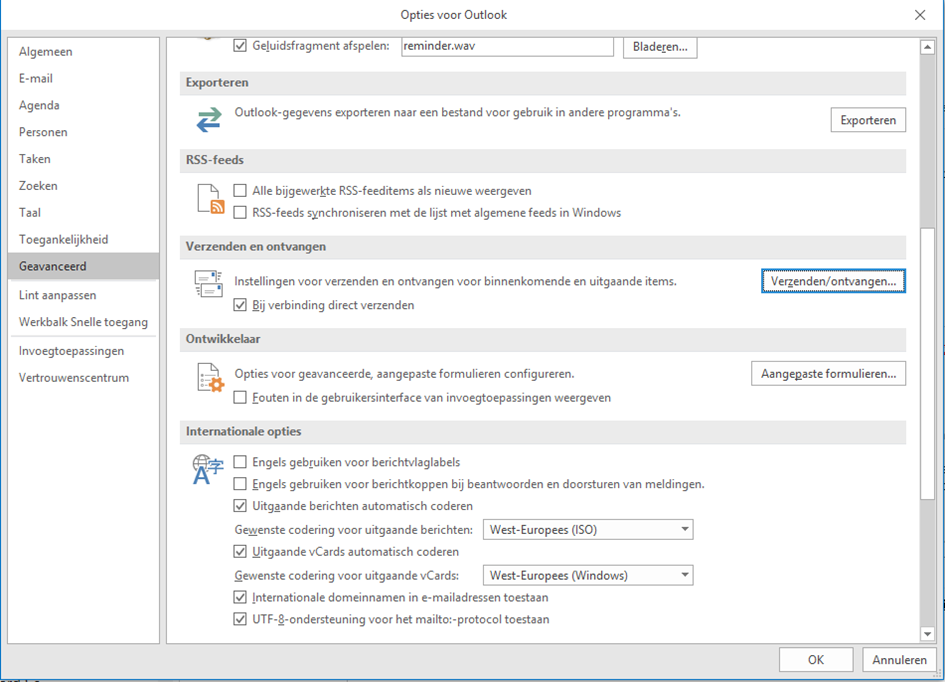 Opties voor Outlook
Algemeen
E-mail
Agenda
Personen
Taken
Zoeken
Taal
Toegankelijkheid
Geavanceerd
Lint aanpassen
Werkbalk Snelle toegang
Invoegtoepassingen
Vertrouwenscentrum
Geluidsfragment afspelen: reminder.wav Bladeren...
Exporteren
Outlook-gegevens exporteren naar een bestand voor gebruik in andere programma's. Exporteren
RSS-feeds
Alle bijgewerkte RSS-feeditems als nieuwe weergeven
RSS-feeds synchroniseren met de lijst met algemene feeds in Windows
Verzenden en ontvangen
Instellingen voor verzenden en ontvangen voor binnenkomende en uitgaande items. Verzenden/ontvangen...
Bij verbinding direct verzenden
Ontwikkelaar
Opties voor geavanceerde, aangepaste formulieren configureren. Aangepaste formulieren...
Fouten in de gebruikersinterface van invoegtoepassingen weergeven
Internationale opties
Engels gebruiken voor berichtvlaglabels
Engels gebruiken voor berichtkoppen bij beantwoorden en doorsturen van meldingen.
Uitgaande berichten automatisch coderen
Gewenste codering voor uitgaande berichten: West-Europees (ISO)
Uitgaande vCards automatisch coderen
Gewenste codering voor uitgaande vCards: West-Europees (Windows)
Internationale domeinnamen in e-mailadressen toestaan
UTF-8-ondersteuning voor het mailto:-protocol toestaan
OK Annuleren